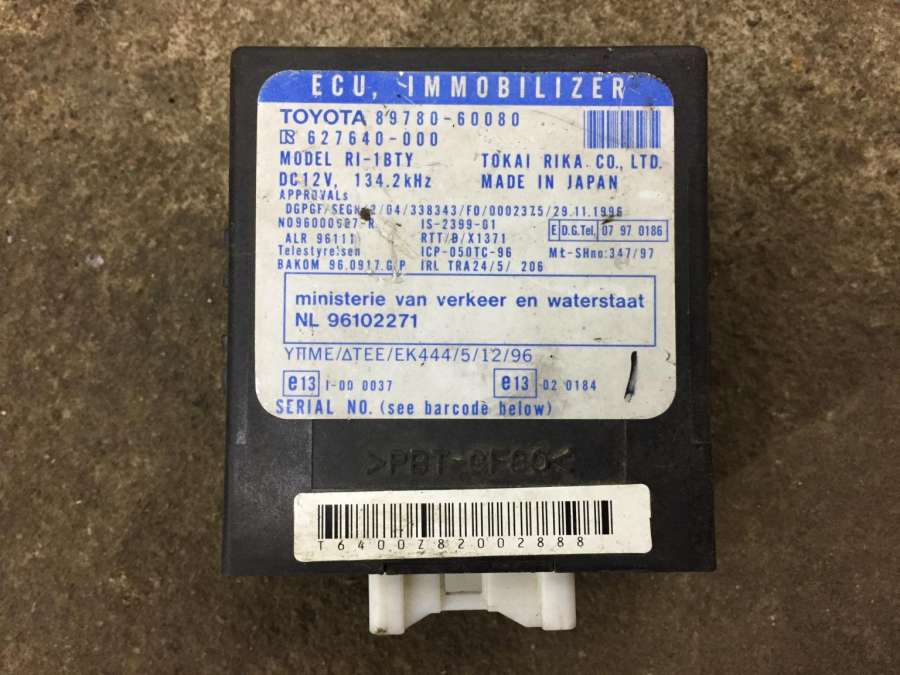 ECU, IMMOBILIZER
TOYOTA 89780-60080
627640-000
MODEL RI-1BTY TOKAI RIKA CO., LTD.
DC12V, 134.2kHz MADE IN JAPAN
APPROVALs
DGPGF/SEGN/2/04/338343/FO/0002375/29.11.1996
NO96000527-R IS-2399-01 E D.G.Tel. 07 97 0186
ALR 96111 RTT/D/X1371
Telestyreisen ICP-050TC-96 Mt-SHno:347/97
BAKOM 96.0917.G.P IRL TRA24/5/ 206
ministerie van verkeer en waterstaat
NL 96102271
ΥΠΜΕ/ΔΤΕΕ/ΕΚ444/5/12/96
e13 1-00 0037 e13 02 0184
SERIAL NO. (see barcode below)
>PBT-GF30<
T6400782002888